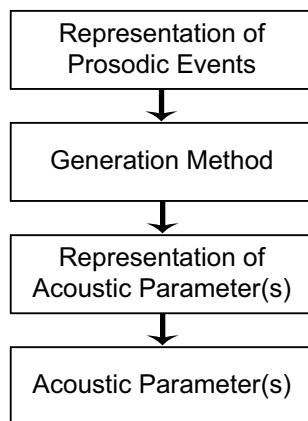 Representation of
Prosodic Events
Generation Method
Representation of
Acoustic Parameter(s)
Acoustic Parameter(s)